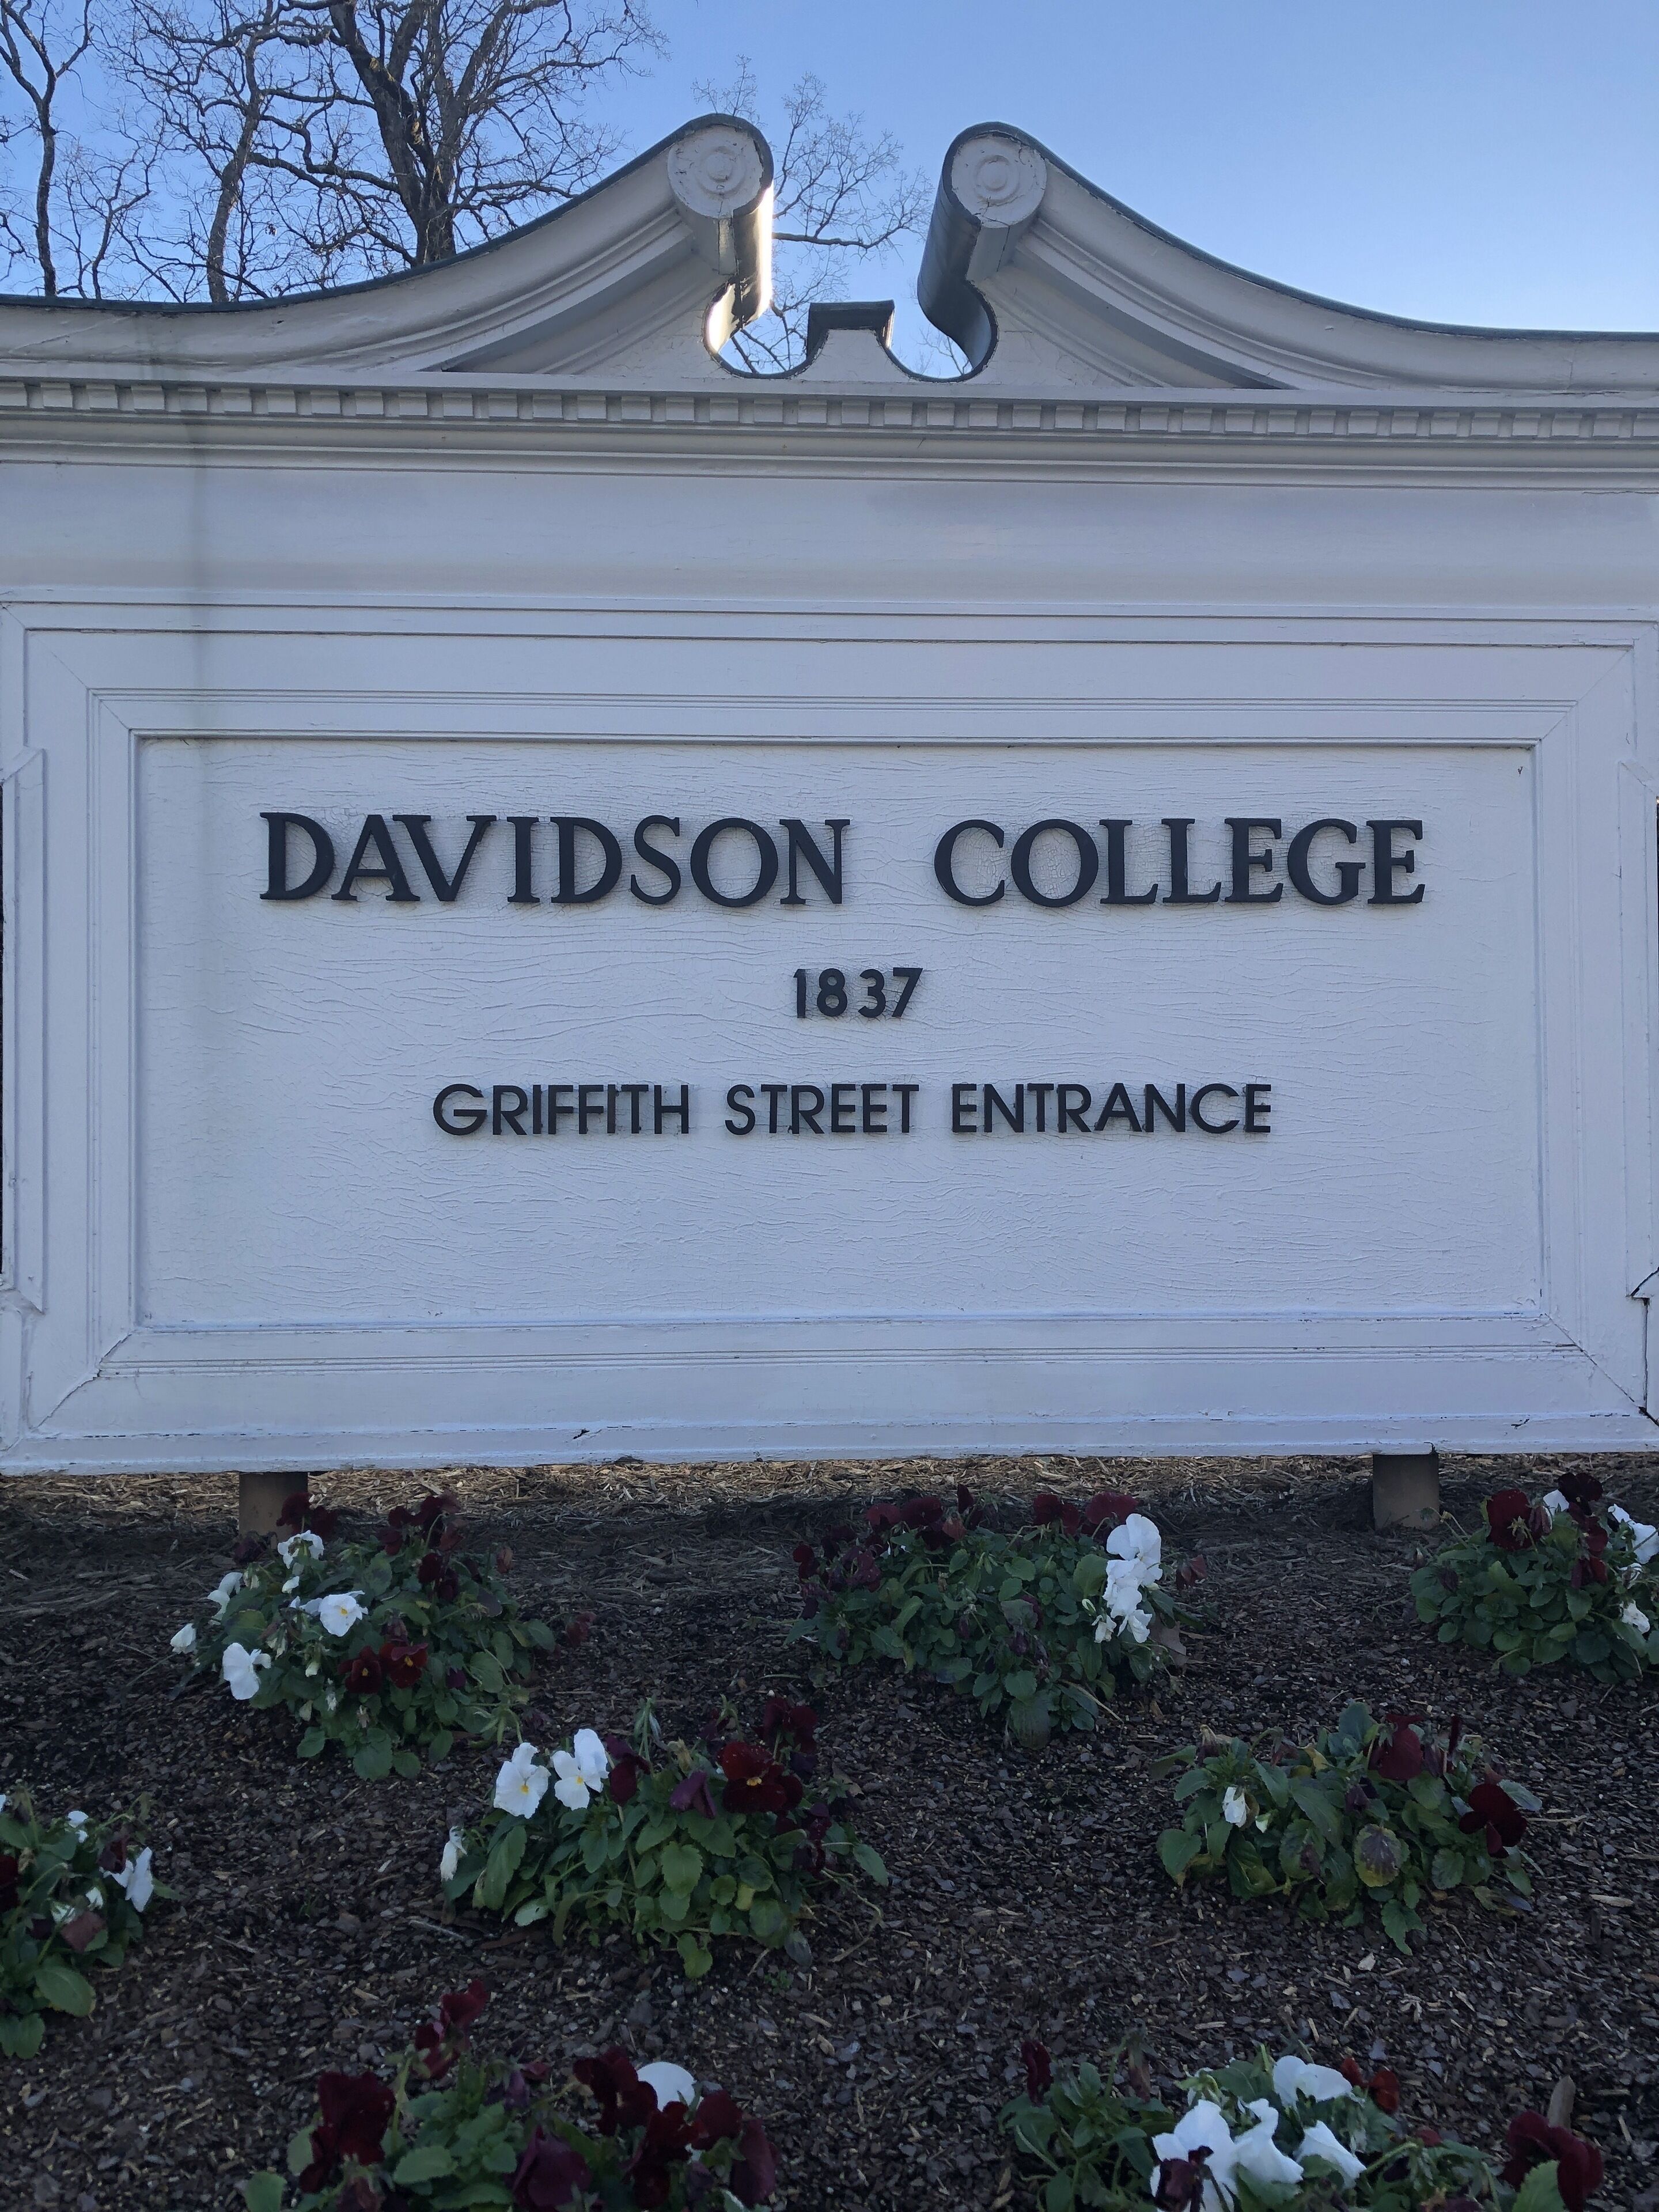 DAVIDSON COLLEGE
1837
GRIFFITH STREET ENTRANCE